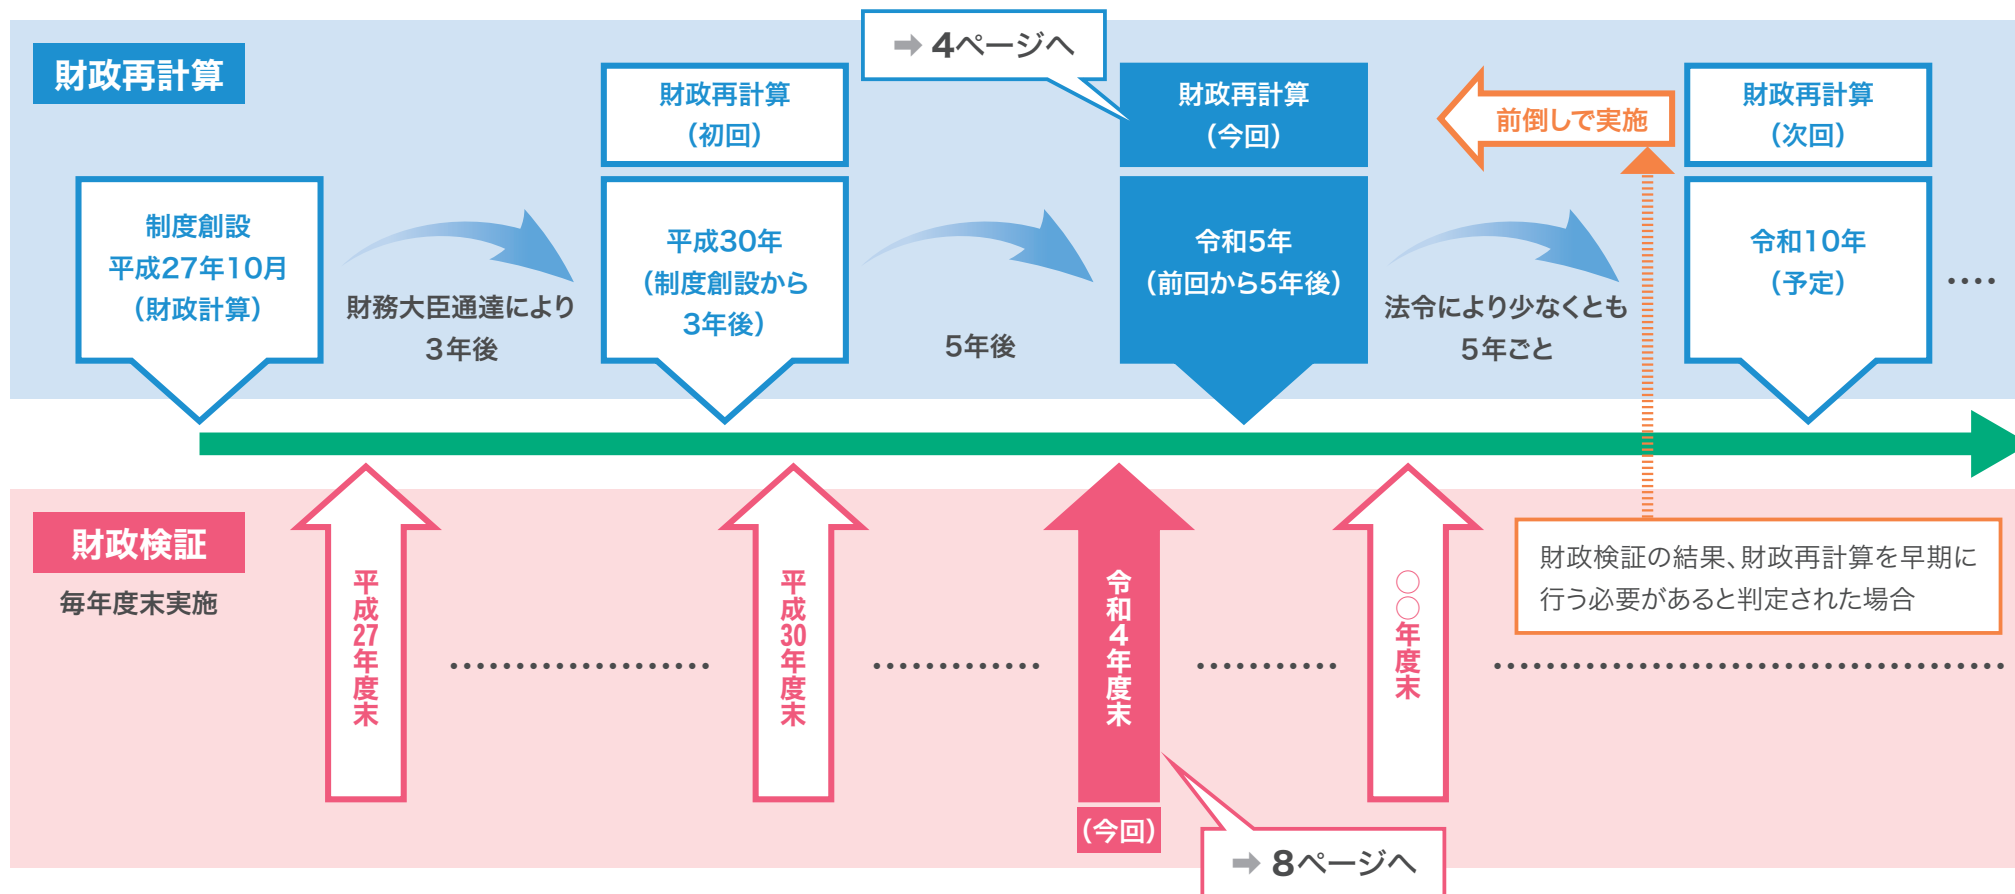 財政再計算
➡ 4ページへ
財政再計算
(初回)
財政再計算
(今回)
前倒しで実施
財政再計算
(次回)
制度創設
平成27年10月
(財政計算)
財務大臣通達により
3年後
平成30年
(制度創設から
3年後)
5年後
令和5年
(前回から5年後)
法令により少なくとも
5年ごと
令和10年
(予定)
‥‥
財政検証
毎年度末実施
平成27年度末
平成30年度末
令和4年度末
(今回)
○○年度末
財政検証の結果、財政再計算を早期に
行う必要があると判定された場合
➡ 8ページへ